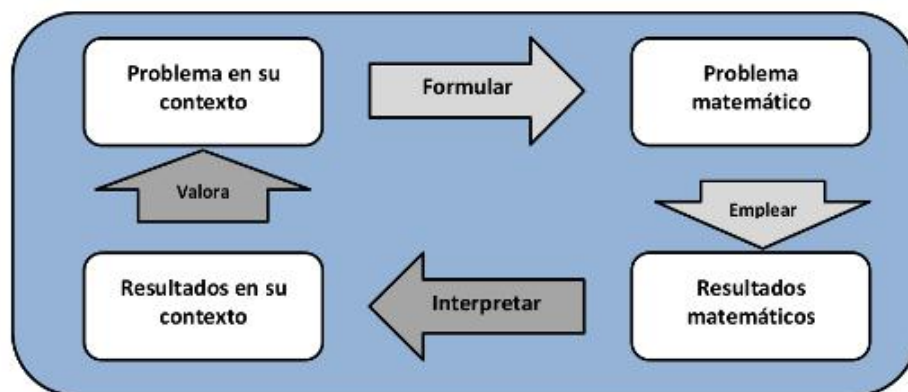 Problema en su
contexto
Formular
Problema
matemático
Valora
Emplear
Resultados en su
contexto
Interpretar
Resultados
matemáticos